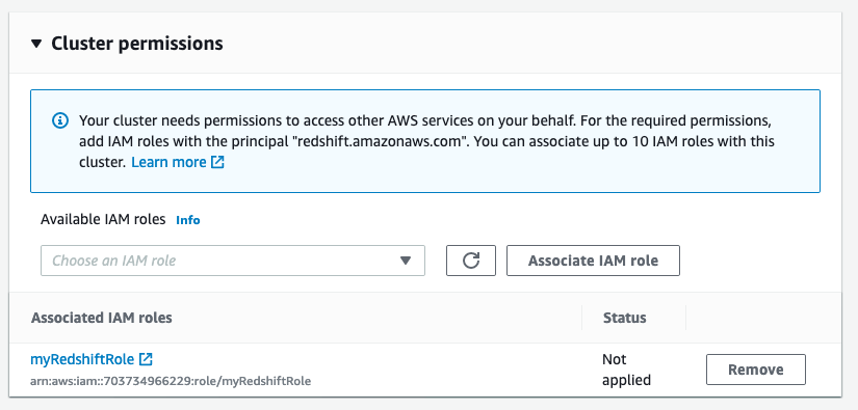 Cluster permissions
Your cluster needs permissions to access other AWS services on your behalf. For the required permissions,
add IAM roles with the principal "redshift.amazonaws.com". You can associate up to 10 IAM roles with this
cluster. Learn more
Available IAM roles Info
Choose an IAM role
Associate IAM role
Associated IAM roles Status
myRedshiftRole
arn:aws:iam::703734966229:role/myRedshiftRole
Not
applied
Remove